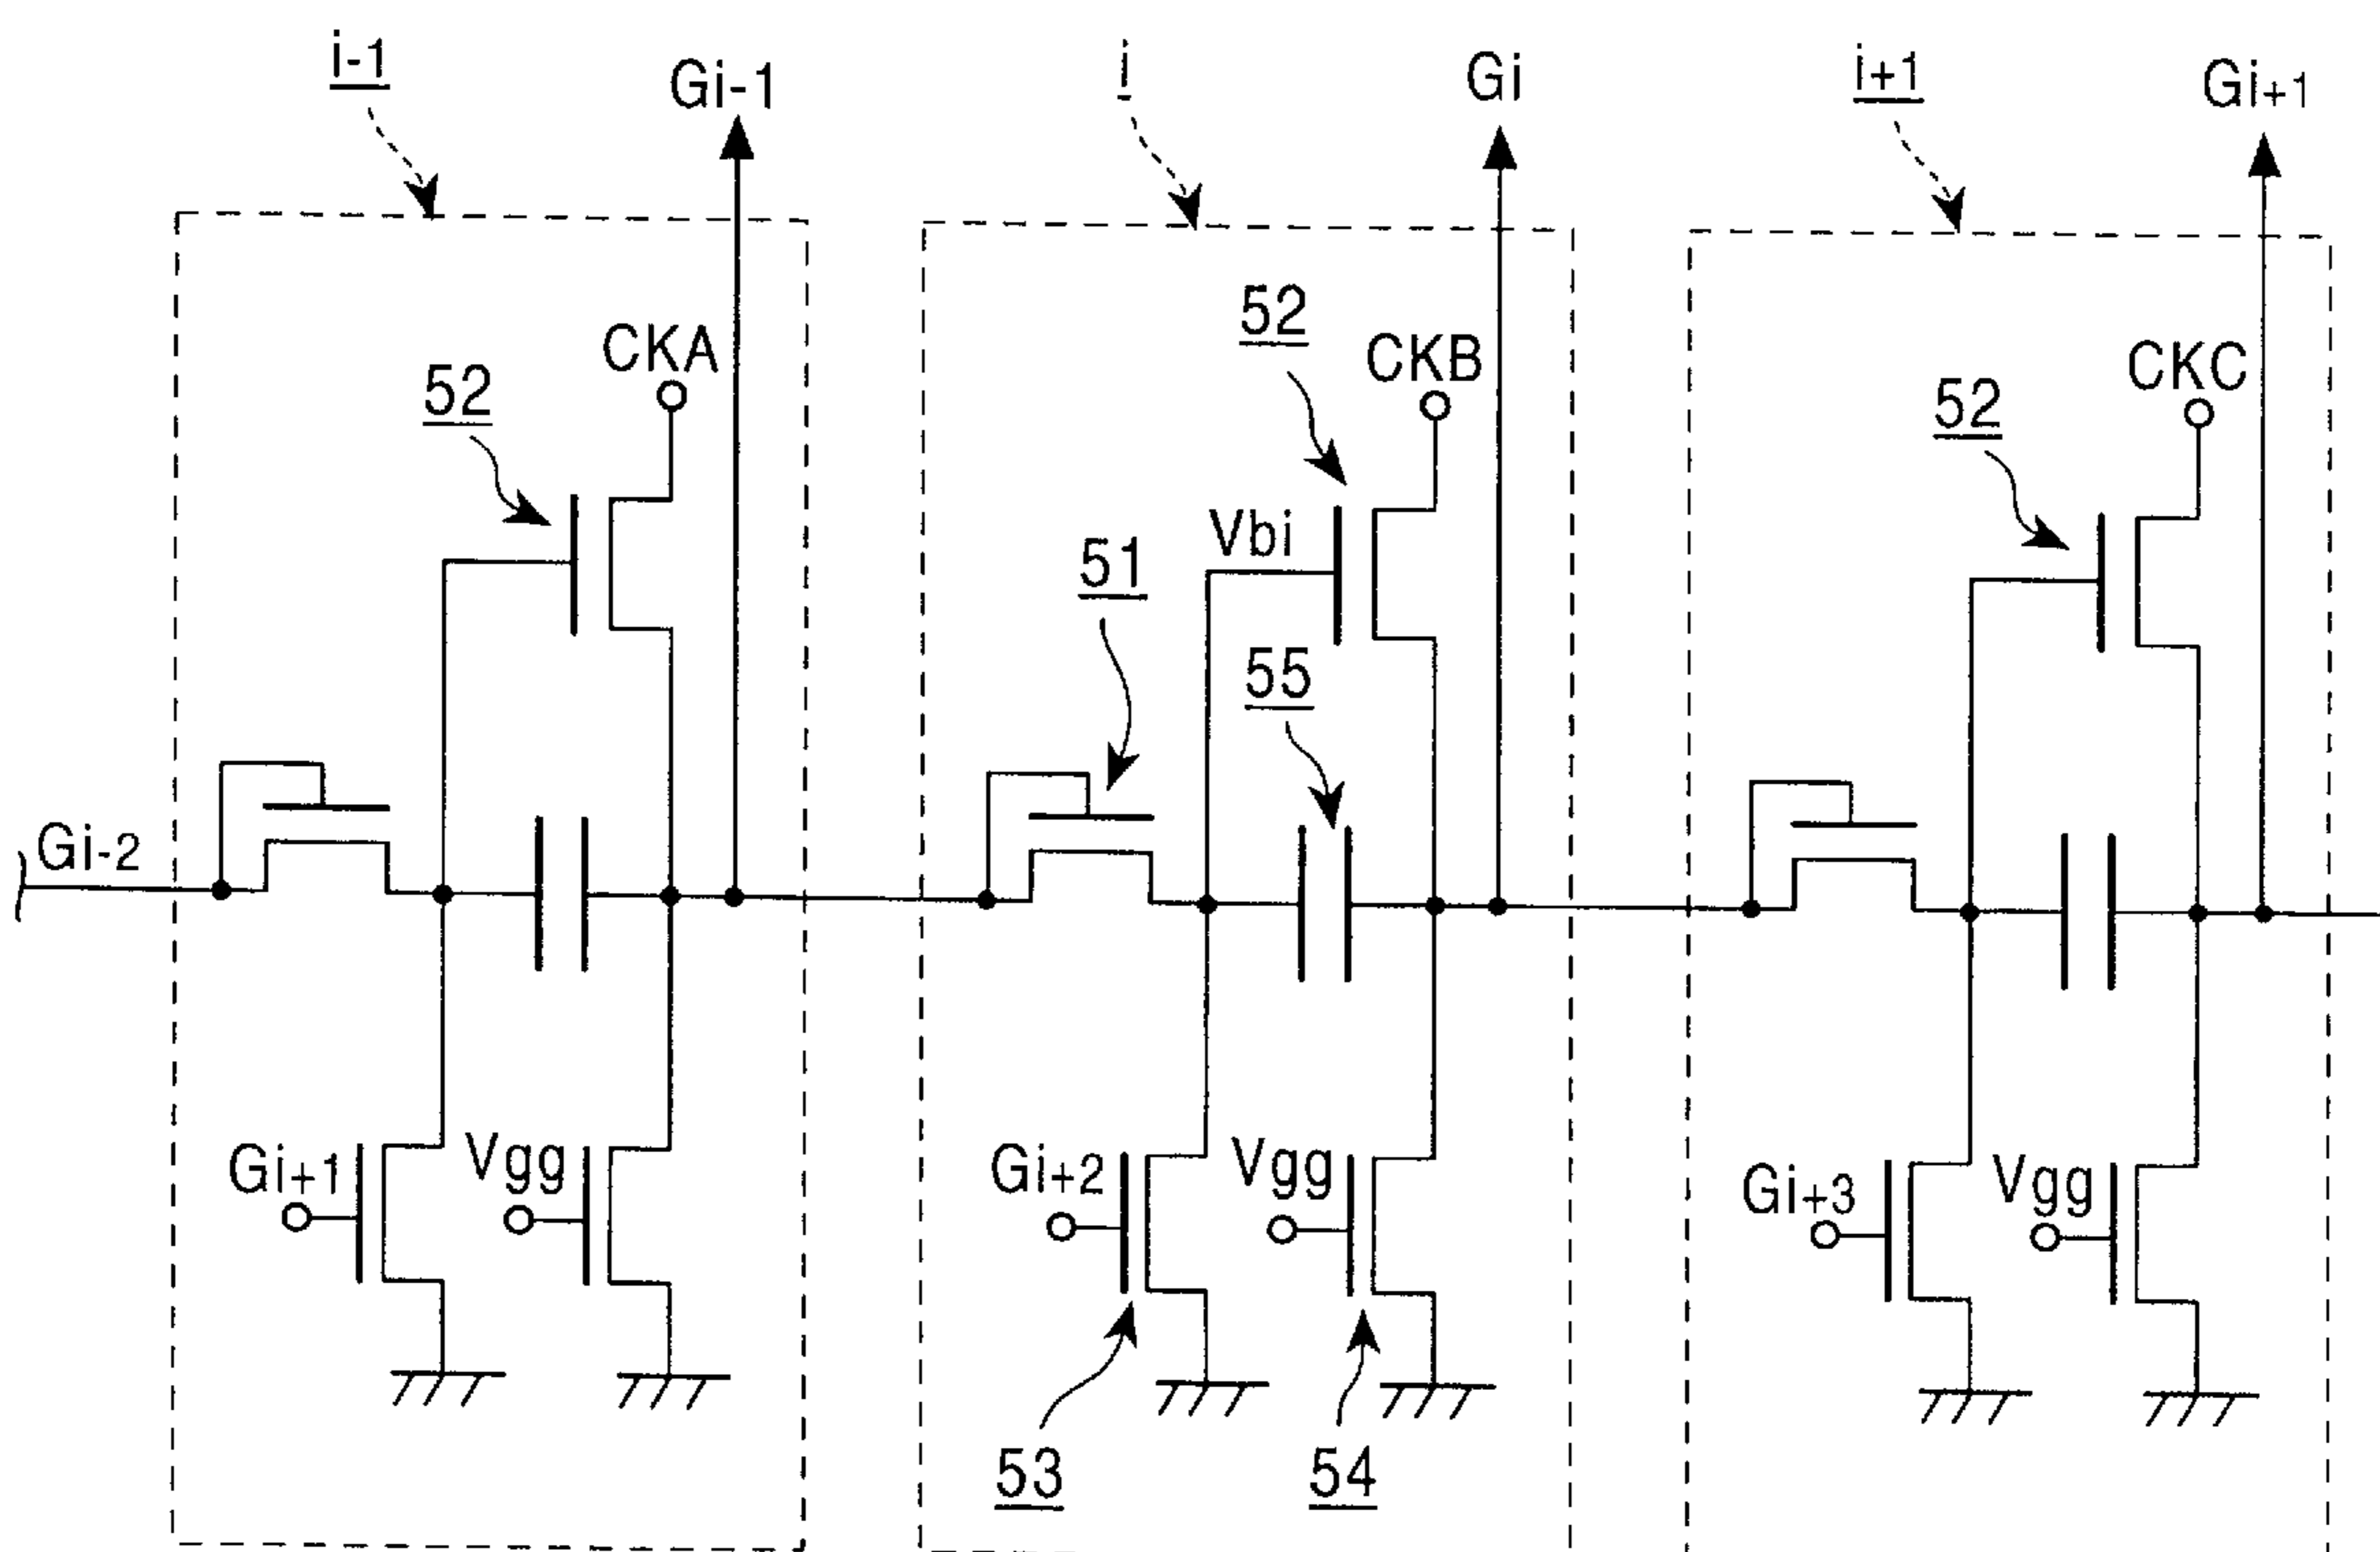 i-1
Gi-1
i
Gi
i+1
Gi+1
52
CKA
52
CKB
52
CKC
Vbi
51
55
Gi-2
Gi+1
Vgg
Gi+2
Vgg
Gi+3
Vgg
53
54